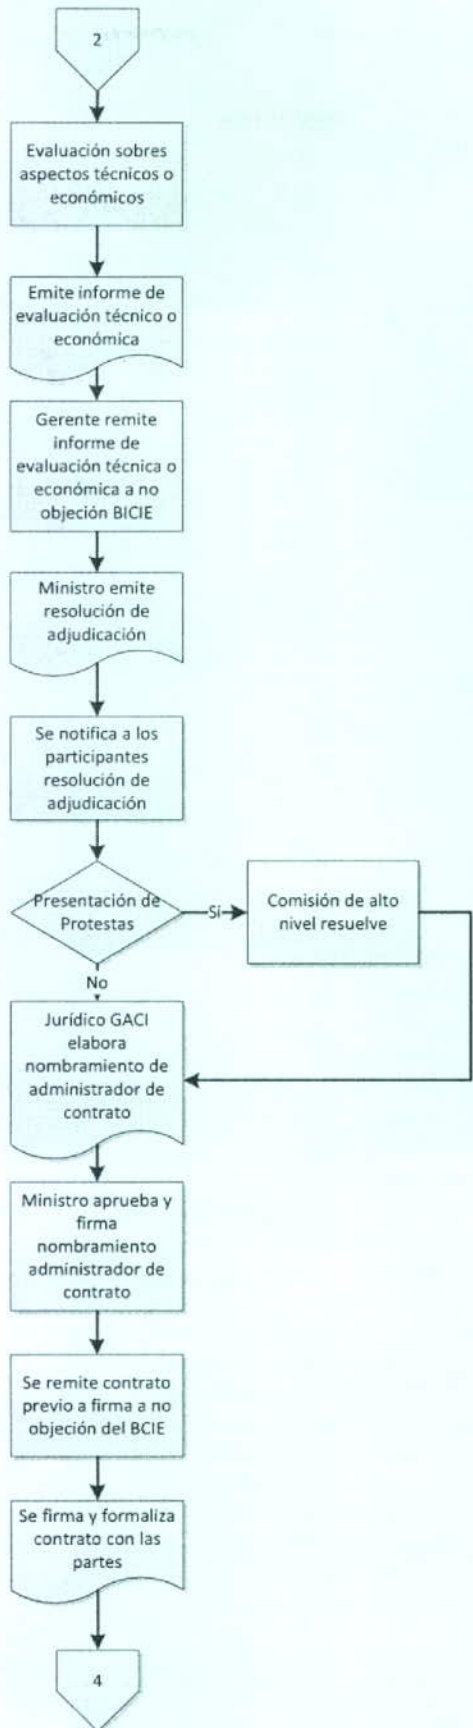 2
Evaluación sobres
aspectos técnicos o
económicos
Emite informe de
evaluación técnico o
económica
Gerente remite
informe de
evaluación técnica o
económica a no
objeción BICIE
Ministro emite
resolución de
adjudicación
Se notifica a los
participantes
resolución de
adjudicación
Presentación de
Protestas
Si
Comisión de alto
nivel resuelve
No
Jurídico GACI
elabora
nombramiento de
administrador de
contrato
Ministro aprueba y
firma
nombramiento
administrador de
contrato
Se remite contrato
previo a firma a no
objeción del BCIE
Se firma y formaliza
contrato con las
partes
4